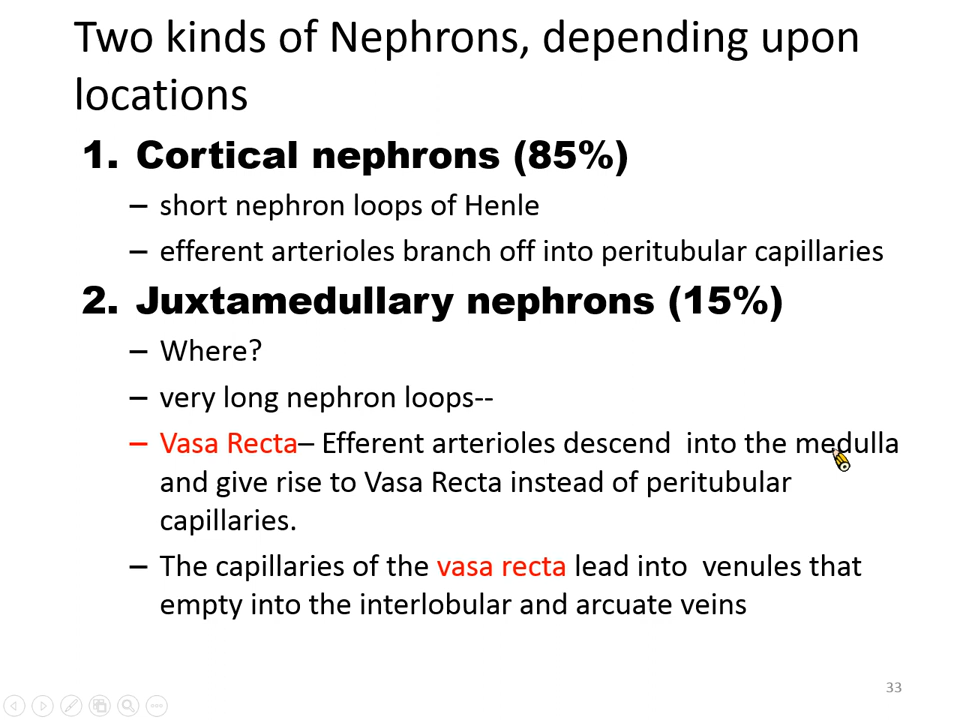 Two kinds of Nephrons, depending upon
locations
1. Cortical nephrons (85%)
– short nephron loops of Henle
– efferent arterioles branch off into peritubular capillaries
2. Juxtamedullary nephrons (15%)
– Where?
– very long nephron loops--
– Vasa Recta– Efferent arterioles descend into the medulla
and give rise to Vasa Recta instead of peritubular
capillaries.
– The capillaries of the vasa recta lead into venules that
empty into the interlobular and arcuate veins
33